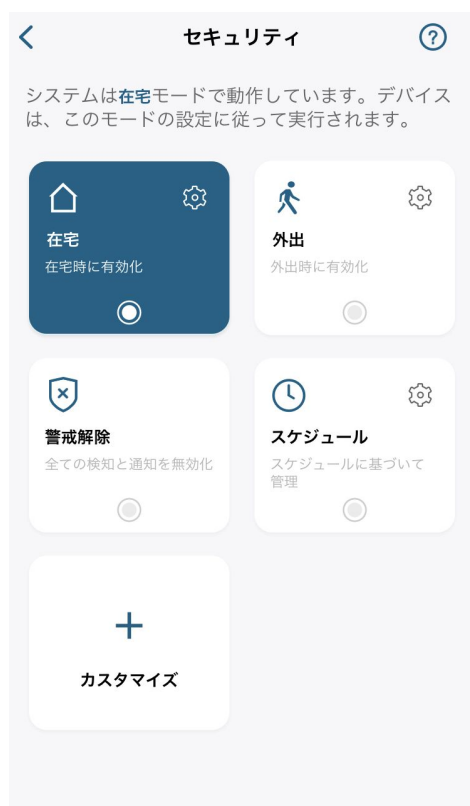 セキュリティ
システムは在宅モードで動作しています。デバイス
は、このモードの設定に従って実行されます。
在宅
在宅時に有効化
外出
外出時に有効化
警戒解除
全ての検知と通知を無効化
スケジュール
スケジュールに基づいて
管理
カスタマイズ